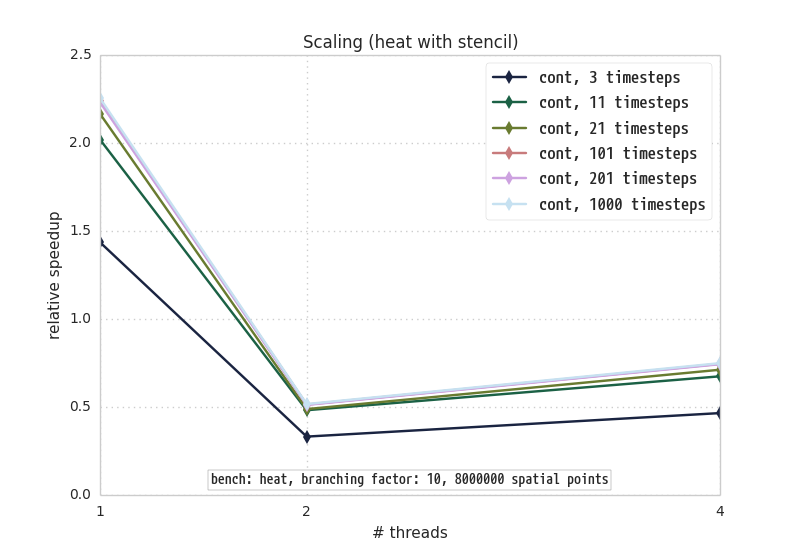 Scaling (heat with stencil)
2.5
2.0
1.5
1.0
0.5
0.0
relative speedup
cont, 3 timesteps
cont, 11 timesteps
cont, 21 timesteps
cont, 101 timesteps
cont, 201 timesteps
cont, 1000 timesteps
bench: heat, branching factor: 10, 8000000 spatial points
1 2 4
# threads